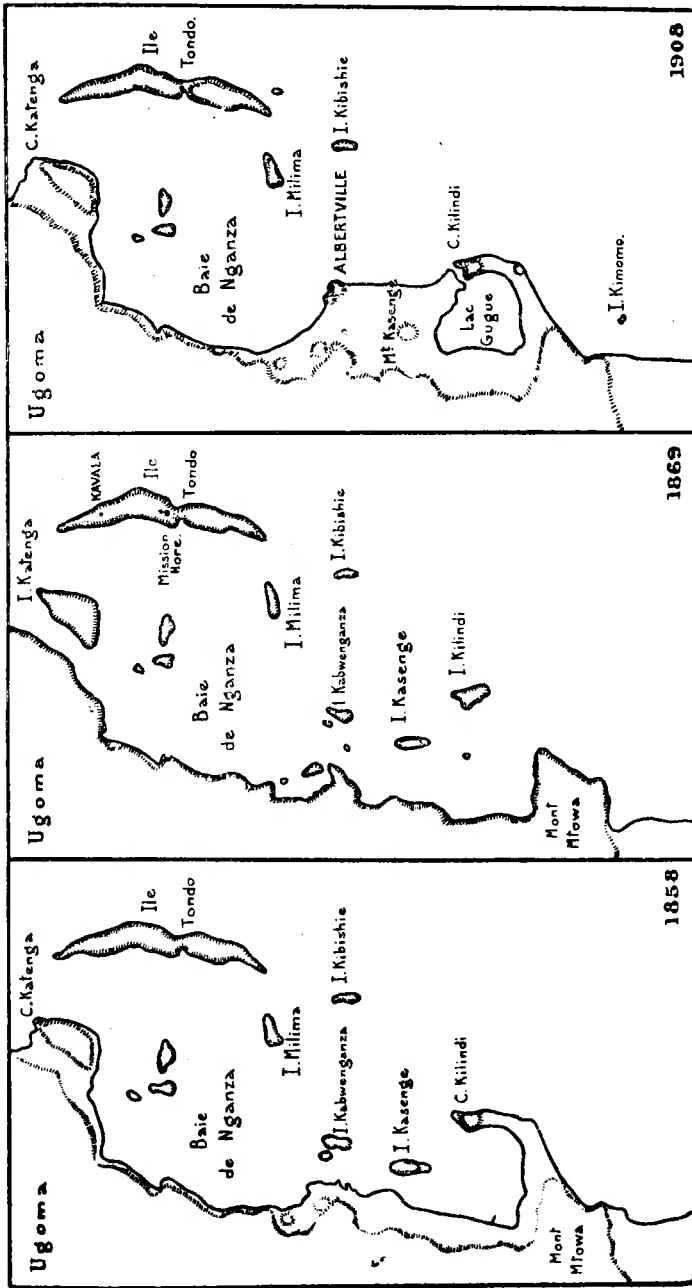 Ugoma
C. Katenga
Ile
Tondo
Baie
de Nganza
I. Milima
I. Kabwenganza
I. Kibishie
I. Kasenge
C. Kilindi
Mont
Mtowa
1858
Ugoma
I. Katenga
KAVALA
Ile
Tondo
Mission
Hore.
Baie
de Nganza
I. Milima
I Kabwenganza
I. Kibishie
I. Kasenge
I. Kilindi
Mont
Mtowa
1869
Ugoma
C. Katenga
Ile
Tondo.
Baie
de Nganza
I. Milima
ALBERTVILLE
I. Kibishie
Mt Kasenge
C. Kilindi
Lac
Gugue
I. Kimomo.
1908